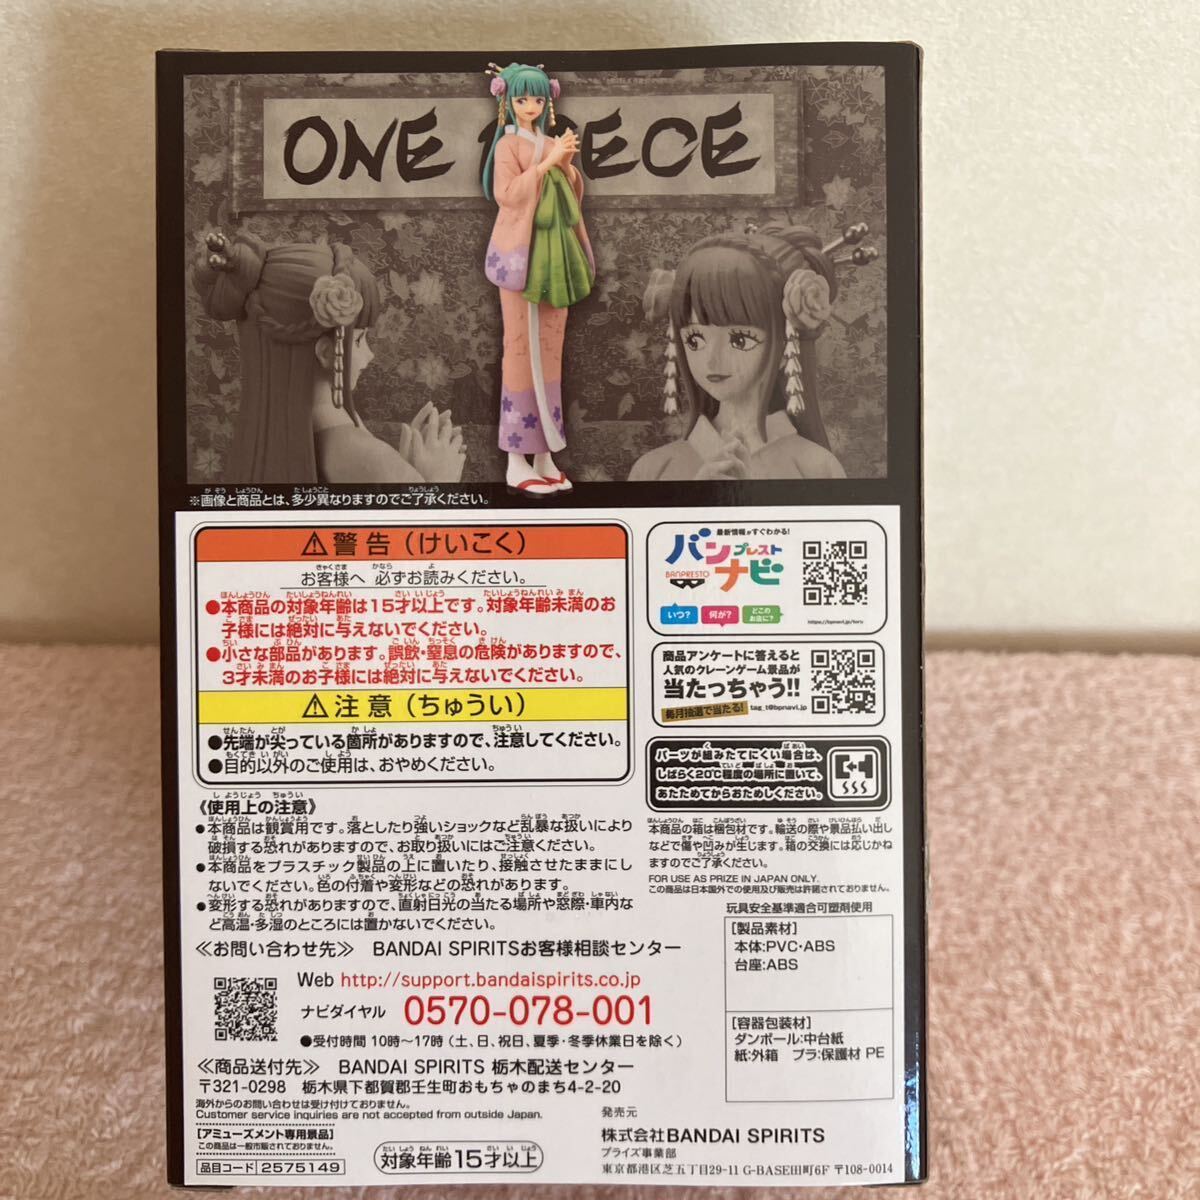 ONE PIECE
※画像と商品とは、多少異なりますのでご了承ください。
⚠警告(けいこく)
お客様へ 必ずお読みください。
●本商品の対象年齢は15才以上です。対象年齢未満のお
子様には絶対に与えないでください。
●小さな部品があります。誤飲・窒息の危険がありますので、
3才未満のお子様には絶対に与えないでください。
⚠注意(ちゅうい)
●先端が尖っている箇所がありますので、注意してください。
●目的以外のご使用は、おやめください。
《使用上の注意》
●本商品は観賞用です。落としたり強いショックなど乱暴な扱いにより
破損する恐れがありますので、お取り扱いにはご注意ください。
●本商品をプラスチック製品の上に置いたり、接触させたままにし
ないでください。色の付着や変形などの恐れがあります。
●変形する恐れがありますので、直射日光の当たる場所や窓際・車内な
ど高温・多湿のところには置かないでください。
≪お問い合わせ先≫ BANDAI SPIRITSお客様相談センター
Web http://support.bandaispirits.co.jp
ナビダイヤル 0570-078-001
●受付時間 10時〜17時(土、日、祝日、夏季・冬季休業日を除く)
≪商品送付先≫ BANDAI SPIRITS 栃木配送センター
〒321-0298 栃木県下都賀郡壬生町おもちゃのまち4-2-20
海外からのお問い合わせは受け付けておりません。
Customer service inquiries are not accepted from outside Japan.
[アミューズメント専用景品]
この商品は一般市販されておりません。
品目コード 2575149
対象年齢15才以上
最新情報がすぐわかる!
バンプレストナビ
BANPRESTO
いつ? 何が? どこのお店に?
https://bpnavi.jp/toru
商品アンケートに答えると
人気のクレーンゲーム景品が
当たっちゃう!!
毎月抽選で当たる! tag_t@bpnavi.jp
パーツが組みたてにくい場合は、
しばらく20℃程度の場所に置いて、
あたためてからおためしください。
本商品の箱は梱包材です。輸送の際や景品払い出し
などで傷や凹みが生じます。箱の交換には応じかね
ますのでご了承ください。
FOR USE AS PRIZE IN JAPAN ONLY.
この商品は日本国外での使用及び販売は許諾されておりません。
玩具安全基準適合可塑剤使用
[製品素材]
本体:PVC・ABS
台座:ABS
[容器包装材]
ダンボール:中台紙
紙:外箱 プラ:保護材 PE
発売元
株式会社BANDAI SPIRITS
プライズ事業部
東京都港区芝五丁目29-11 G-BASE田町6F 〒108-0014